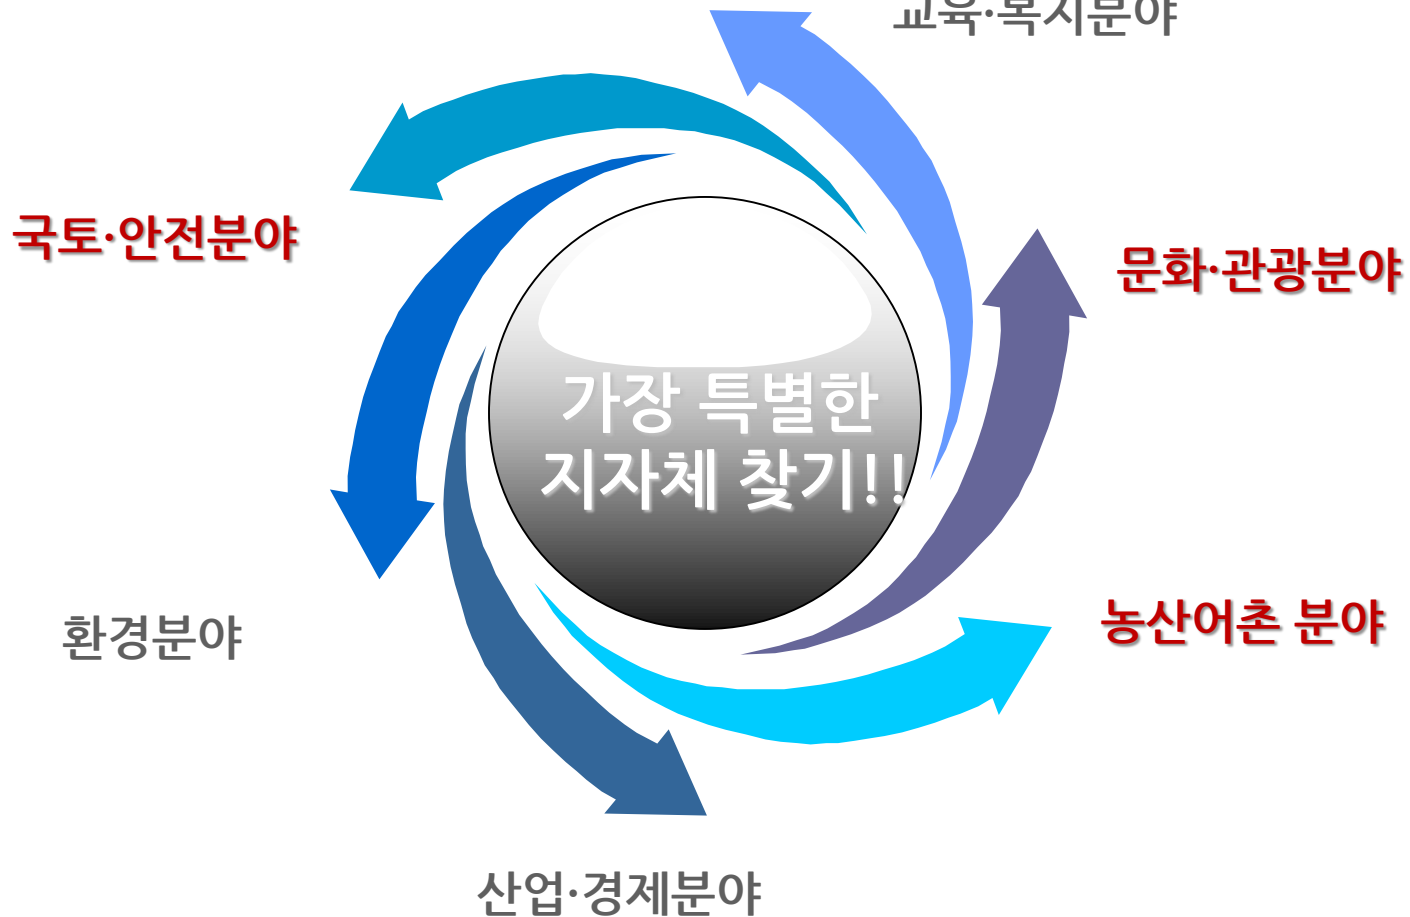 교육·복지분야
국토·안전분야
문화·관광분야
가장 특별한
지자체 찾기!!
농산어촌 분야
환경분야
산업·경제분야